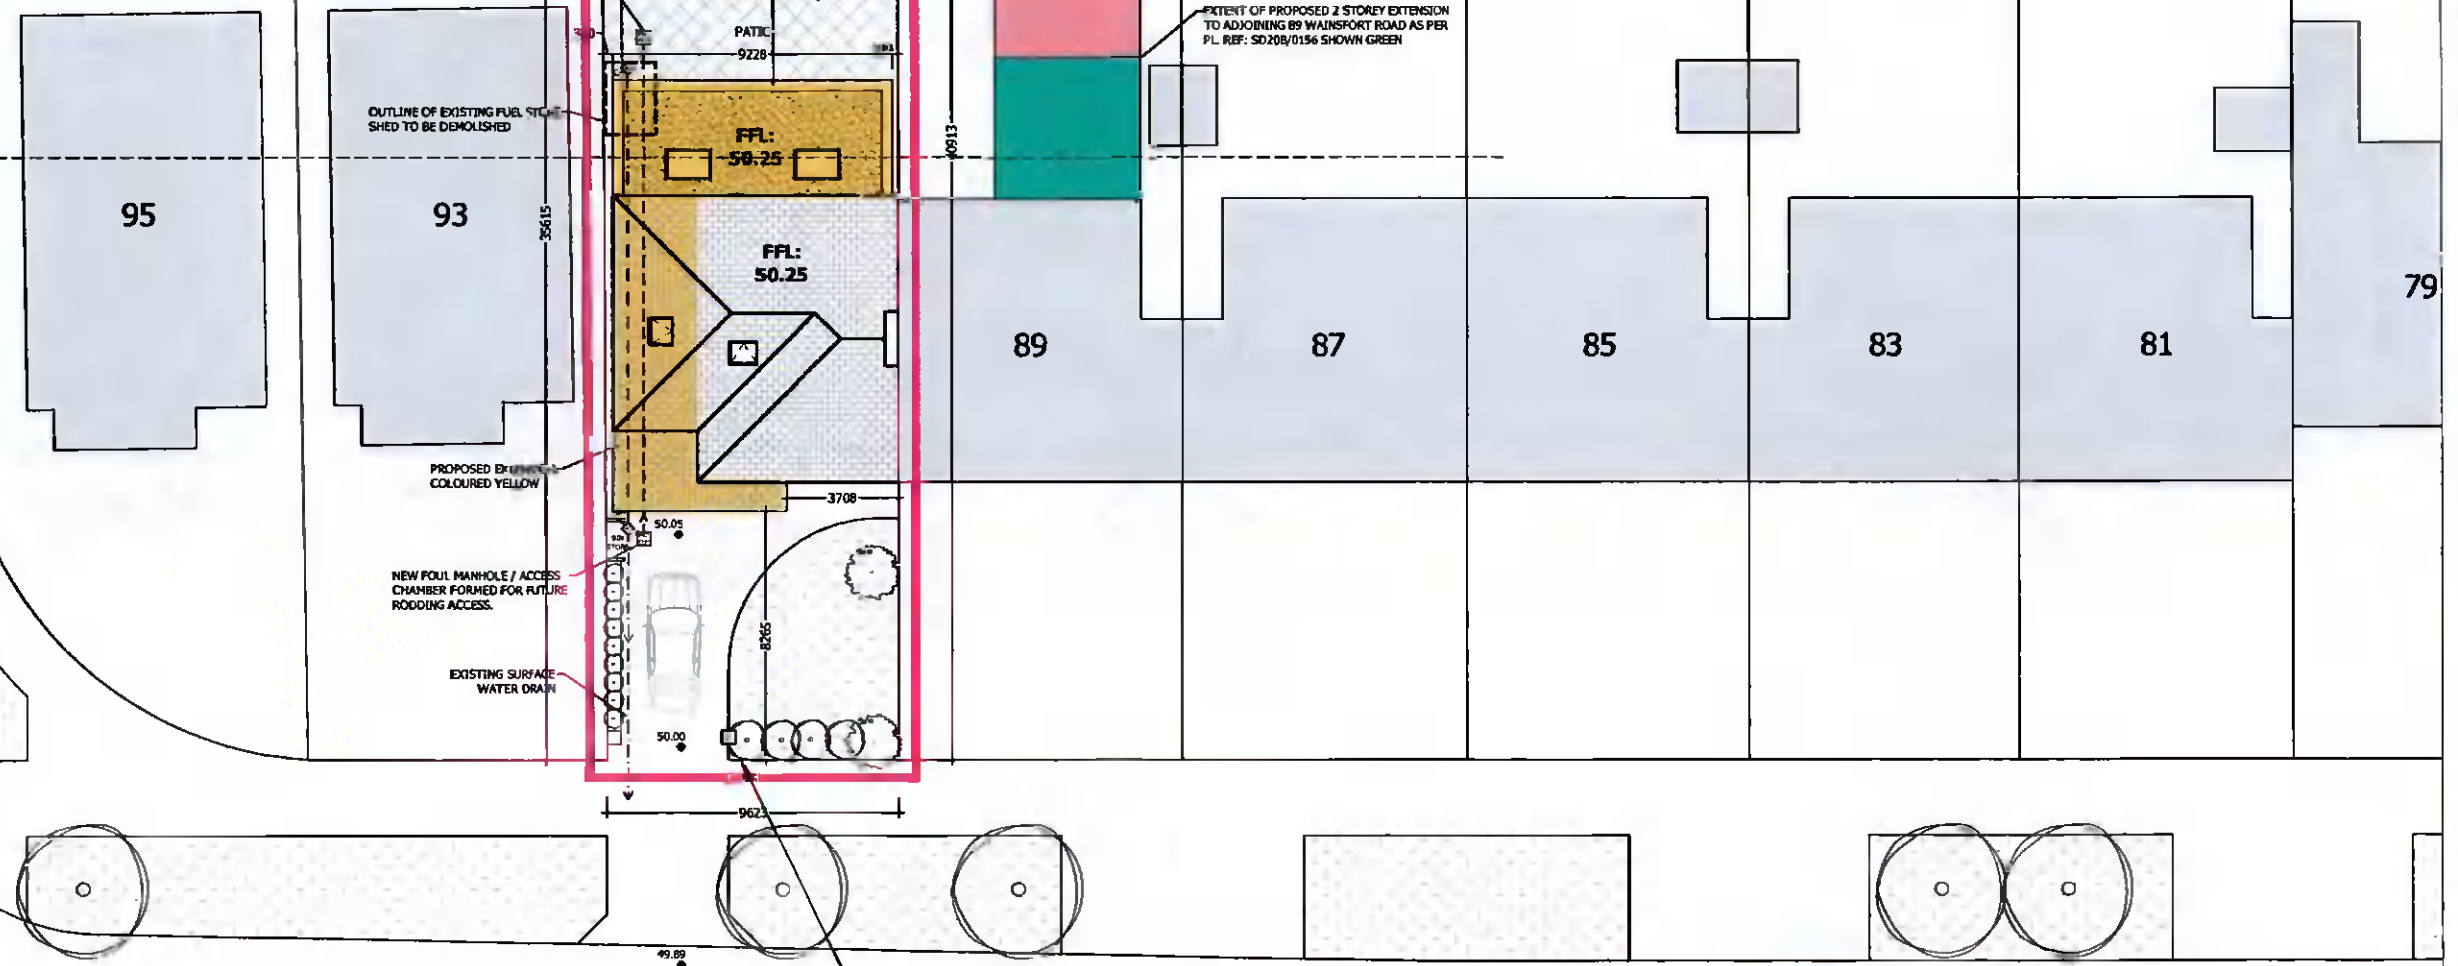 EXTENT OF PROPOSED 2 STOREY EXTENSION
TO ADJOINING 89 WAINSFORT ROAD AS PER
PL. REF: SD20B/0156 SHOWN GREEN
PATIO
9228
OUTLINE OF EXISTING FUEL
SHED TO BE DEMOLISHED
FFL:
50.25
40913
35615
95
93
FFL:
50.25
89
87
85
83
81
79
PROPOSED
COLOURED YELLOW
3708
50.05
NEW FOUL MANHOLE / ACCESS
CHAMBER FORMED FOR FUTURE
RODDING ACCESS.
8265
EXISTING SURFACE
WATER DRAIN
50.00
9623
49.89